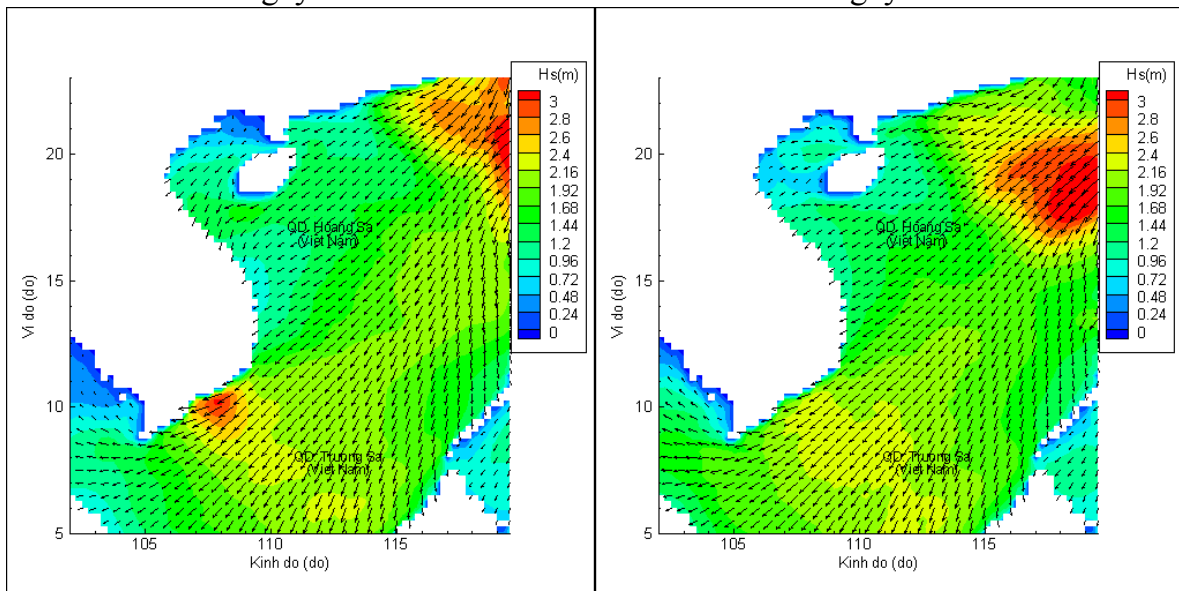 Hs(m)
3
2.8
2.6
2.4
2.16
1.92
1.68
1.44
1.2
0.96
0.72
0.48
0.24
0
20
15
10
5
Vi do (do)
QD. Hoang Sa
(Viet Nam)
QD. Truong Sa
(Viet Nam)
105 110 115
Kinh do (do)
Hs(m)
3
2.8
2.6
2.4
2.16
1.92
1.68
1.44
1.2
0.96
0.72
0.48
0.24
0
20
15
10
5
Vi do (do)
QD. Hoang Sa
(Viet Nam)
QD. Truong Sa
(Viet Nam)
105 110 115
Kinh do (do)